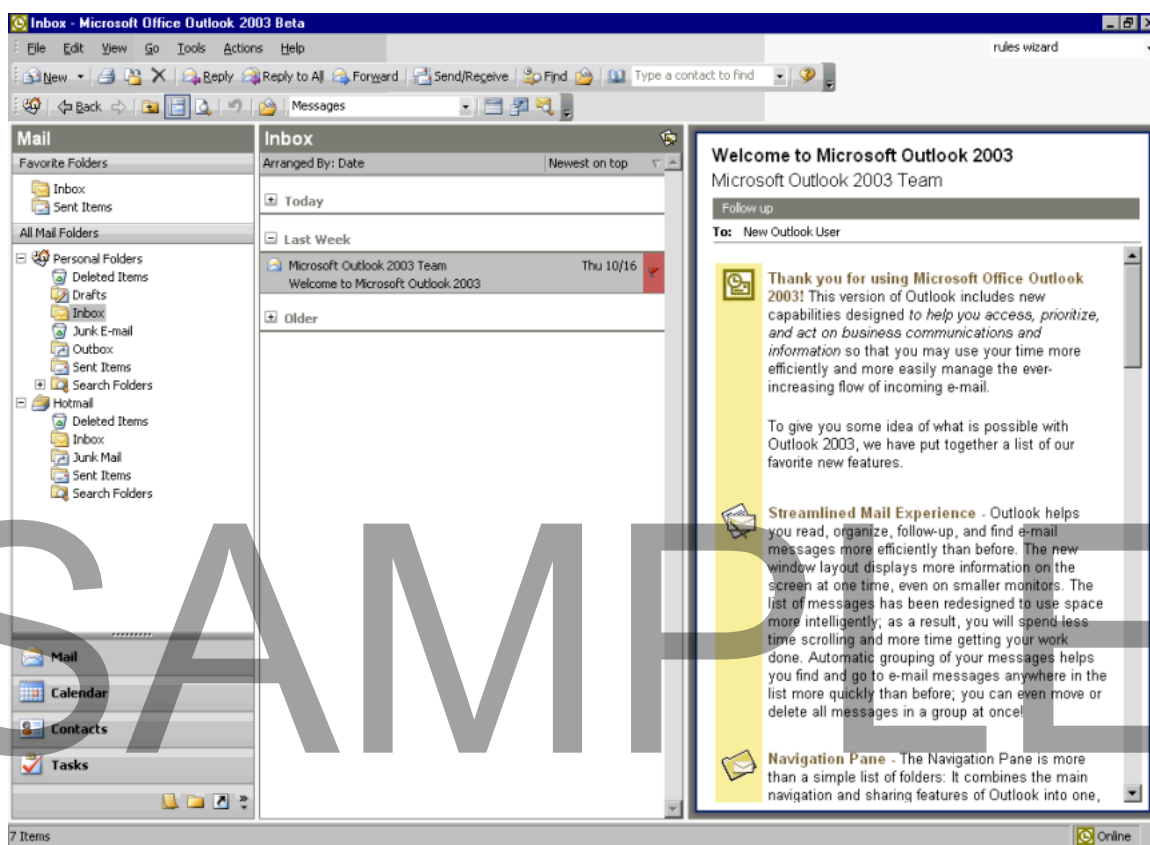 Inbox - Microsoft Office Outlook 2003 Beta
File Edit View Go Tools Actions Help
rules wizard
New Reply Reply to All Forward Send/Receive Find Type a contact to find
Back Messages
Mail
Favorite Folders
Inbox
Sent Items
All Mail Folders
Personal Folders
Deleted Items
Drafts
Inbox
Junk E-mail
Outbox
Sent Items
Search Folders
Hotmail
Deleted Items
Inbox
Junk Mail
Sent Items
Search Folders
Mail
Calendar
Contacts
Tasks
Inbox
Arranged By: Date Newest on top
Today
Last Week
Microsoft Outlook 2003 Team Thu 10/16
Welcome to Microsoft Outlook 2003
Older
Welcome to Microsoft Outlook 2003
Microsoft Outlook 2003 Team
Follow up
To: New Outlook User
Thank you for using Microsoft Office Outlook
2003! This version of Outlook includes new
capabilities designed to help you access, prioritize,
and act on business communications and
information so that you may use your time more
efficiently and more easily manage the ever-
increasing flow of incoming e-mail.
To give you some idea of what is possible with
Outlook 2003, we have put together a list of our
favorite new features.
Streamlined Mail Experience - Outlook helps
you read, organize, follow-up, and find e-mail
messages more efficiently than before. The new
window layout displays more information on the
screen at one time, even on smaller monitors. The
list of messages has been redesigned to use space
more intelligently; as a result, you will spend less
time scrolling and more time getting your work
done. Automatic grouping of your messages helps
you find and go to e-mail messages anywhere in the
list more quickly than before; you can even move or
delete all messages in a group at once!
Navigation Pane - The Navigation Pane is more
than a simple list of folders: It combines the main
navigation and sharing features of Outlook into one,
7 Items
Online
SAMPLE